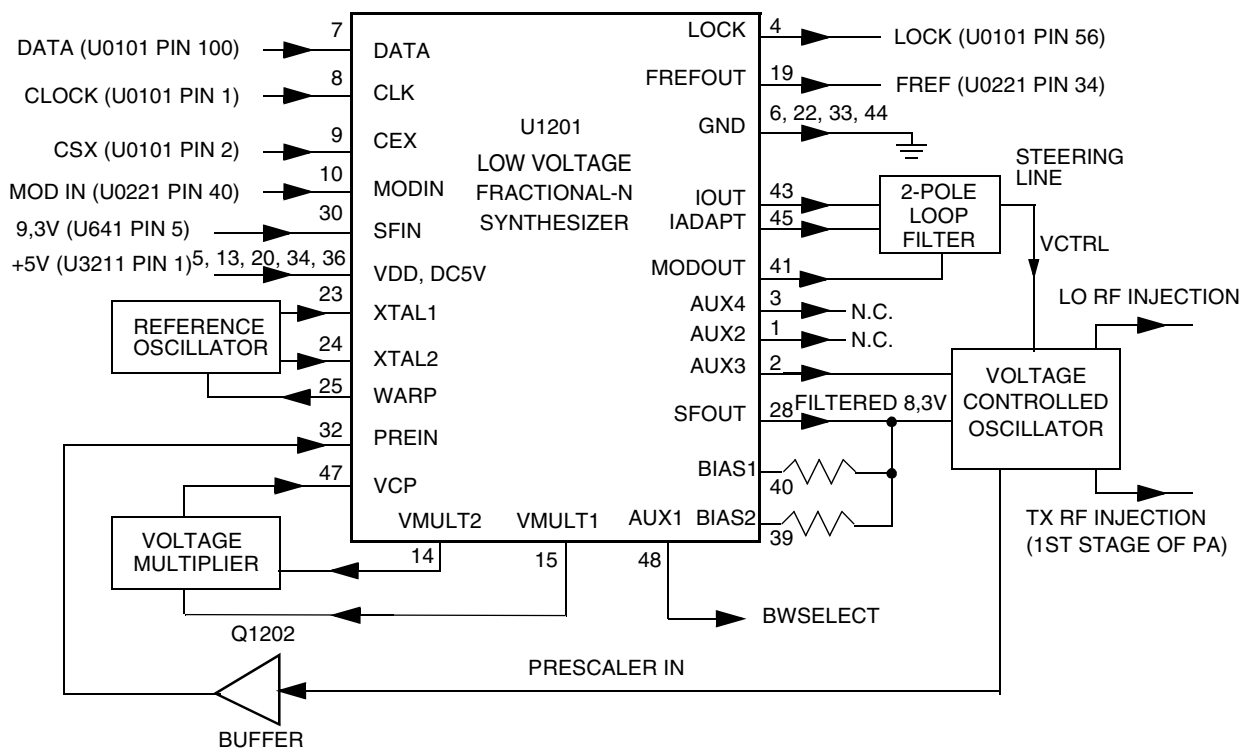 DATA (U0101 PIN 100)
7
DATA
CLOCK (U0101 PIN 1)
8
CLK
CSX (U0101 PIN 2)
9
CEX
MOD IN (U0221 PIN 40)
10
MODIN
9,3V (U641 PIN 5)
30
SFIN
+5V (U3211 PIN 1)
5, 13, 20, 34, 36
VDD, DC5V
REFERENCE
OSCILLATOR
23
XTAL1
24
XTAL2
25
WARP
32
PREIN
47
VCP
VOLTAGE
MULTIPLIER
U1201
LOW VOLTAGE
FRACTIONAL-N
SYNTHESIZER
VMULT2
14
VMULT1
15
AUX1
48
BWSELECT
LOCK
4
LOCK (U0101 PIN 56)
FREFOUT
19
FREF (U0221 PIN 34)
GND
6, 22, 33, 44
IOUT
43
IADAPT
45
2-POLE
LOOP
FILTER
STEERING
LINE
VCTRL
MODOUT
41
AUX4
3
N.C.
AUX2
1
N.C.
AUX3
2
SFOUT
28
FILTERED 8,3V
BIAS1
40
BIAS2
39
VOLTAGE
CONTROLLED
OSCILLATOR
LO RF INJECTION
TX RF INJECTION
(1ST STAGE OF PA)
Q1202
BUFFER
PRESCALER IN